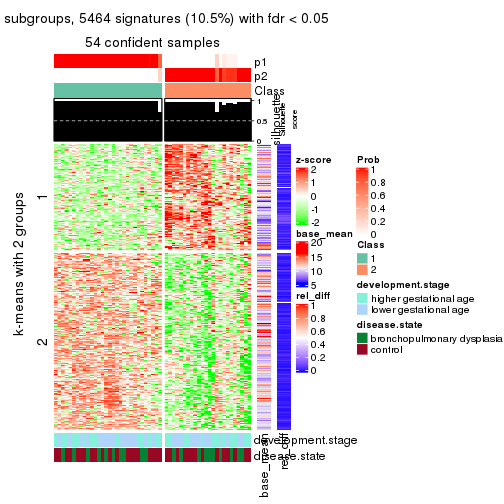 subgroups, 5464 signatures (10.5%) with fdr < 0.05
54 confident samples
p1
p2
Class
1
0.5
0
silhouette
score
silhouette
k-means with 2 groups
1
2
development.stage
disease.state
base_mean
rel_diff
z-score
2
1
0
-1
-2
base_mean
20
15
10
5
rel_diff
1
0.8
0.6
0.4
0.2
0
Prob
1
0.8
0.6
0.4
0.2
0
Class
1
2
development.stage
higher gestational age
lower gestational age
disease.state
bronchopulmonary dysplasia
control